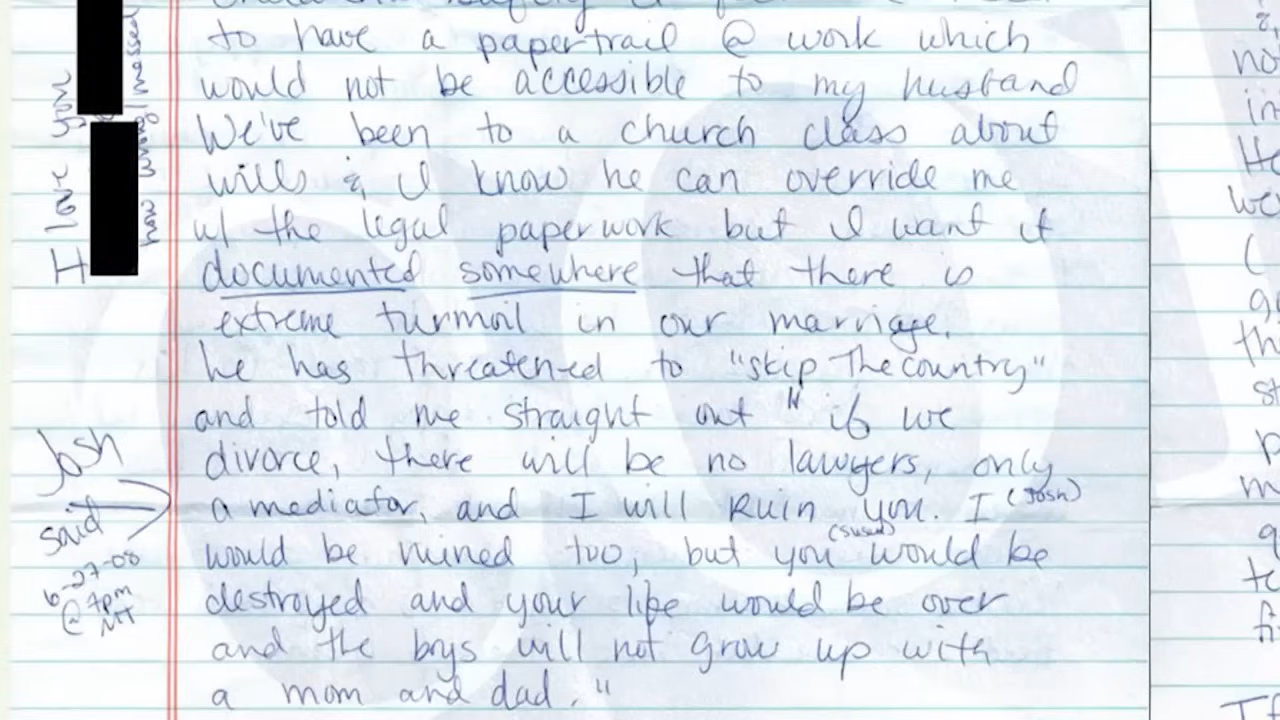 to have a papertrail @ work which
would not be accessible to my husband
We've been to a church class about
wills & I know he can override me
w/ the legal paperwork but I want it
documented somewhere that there is
extreme turmoil in our marriage.
he has threatened to "skip The country"
and told me straight out "if we
divorce, there will be no lawyers, only
a mediator, and I will Ruin you. I (Josh)
would be ruined too, but you (Susan) would be
destroyed and your life would be over
and the boys will not grow up with
a mom and dad."
I love you
Josh
said
6-27-08
@ 7pm
MT